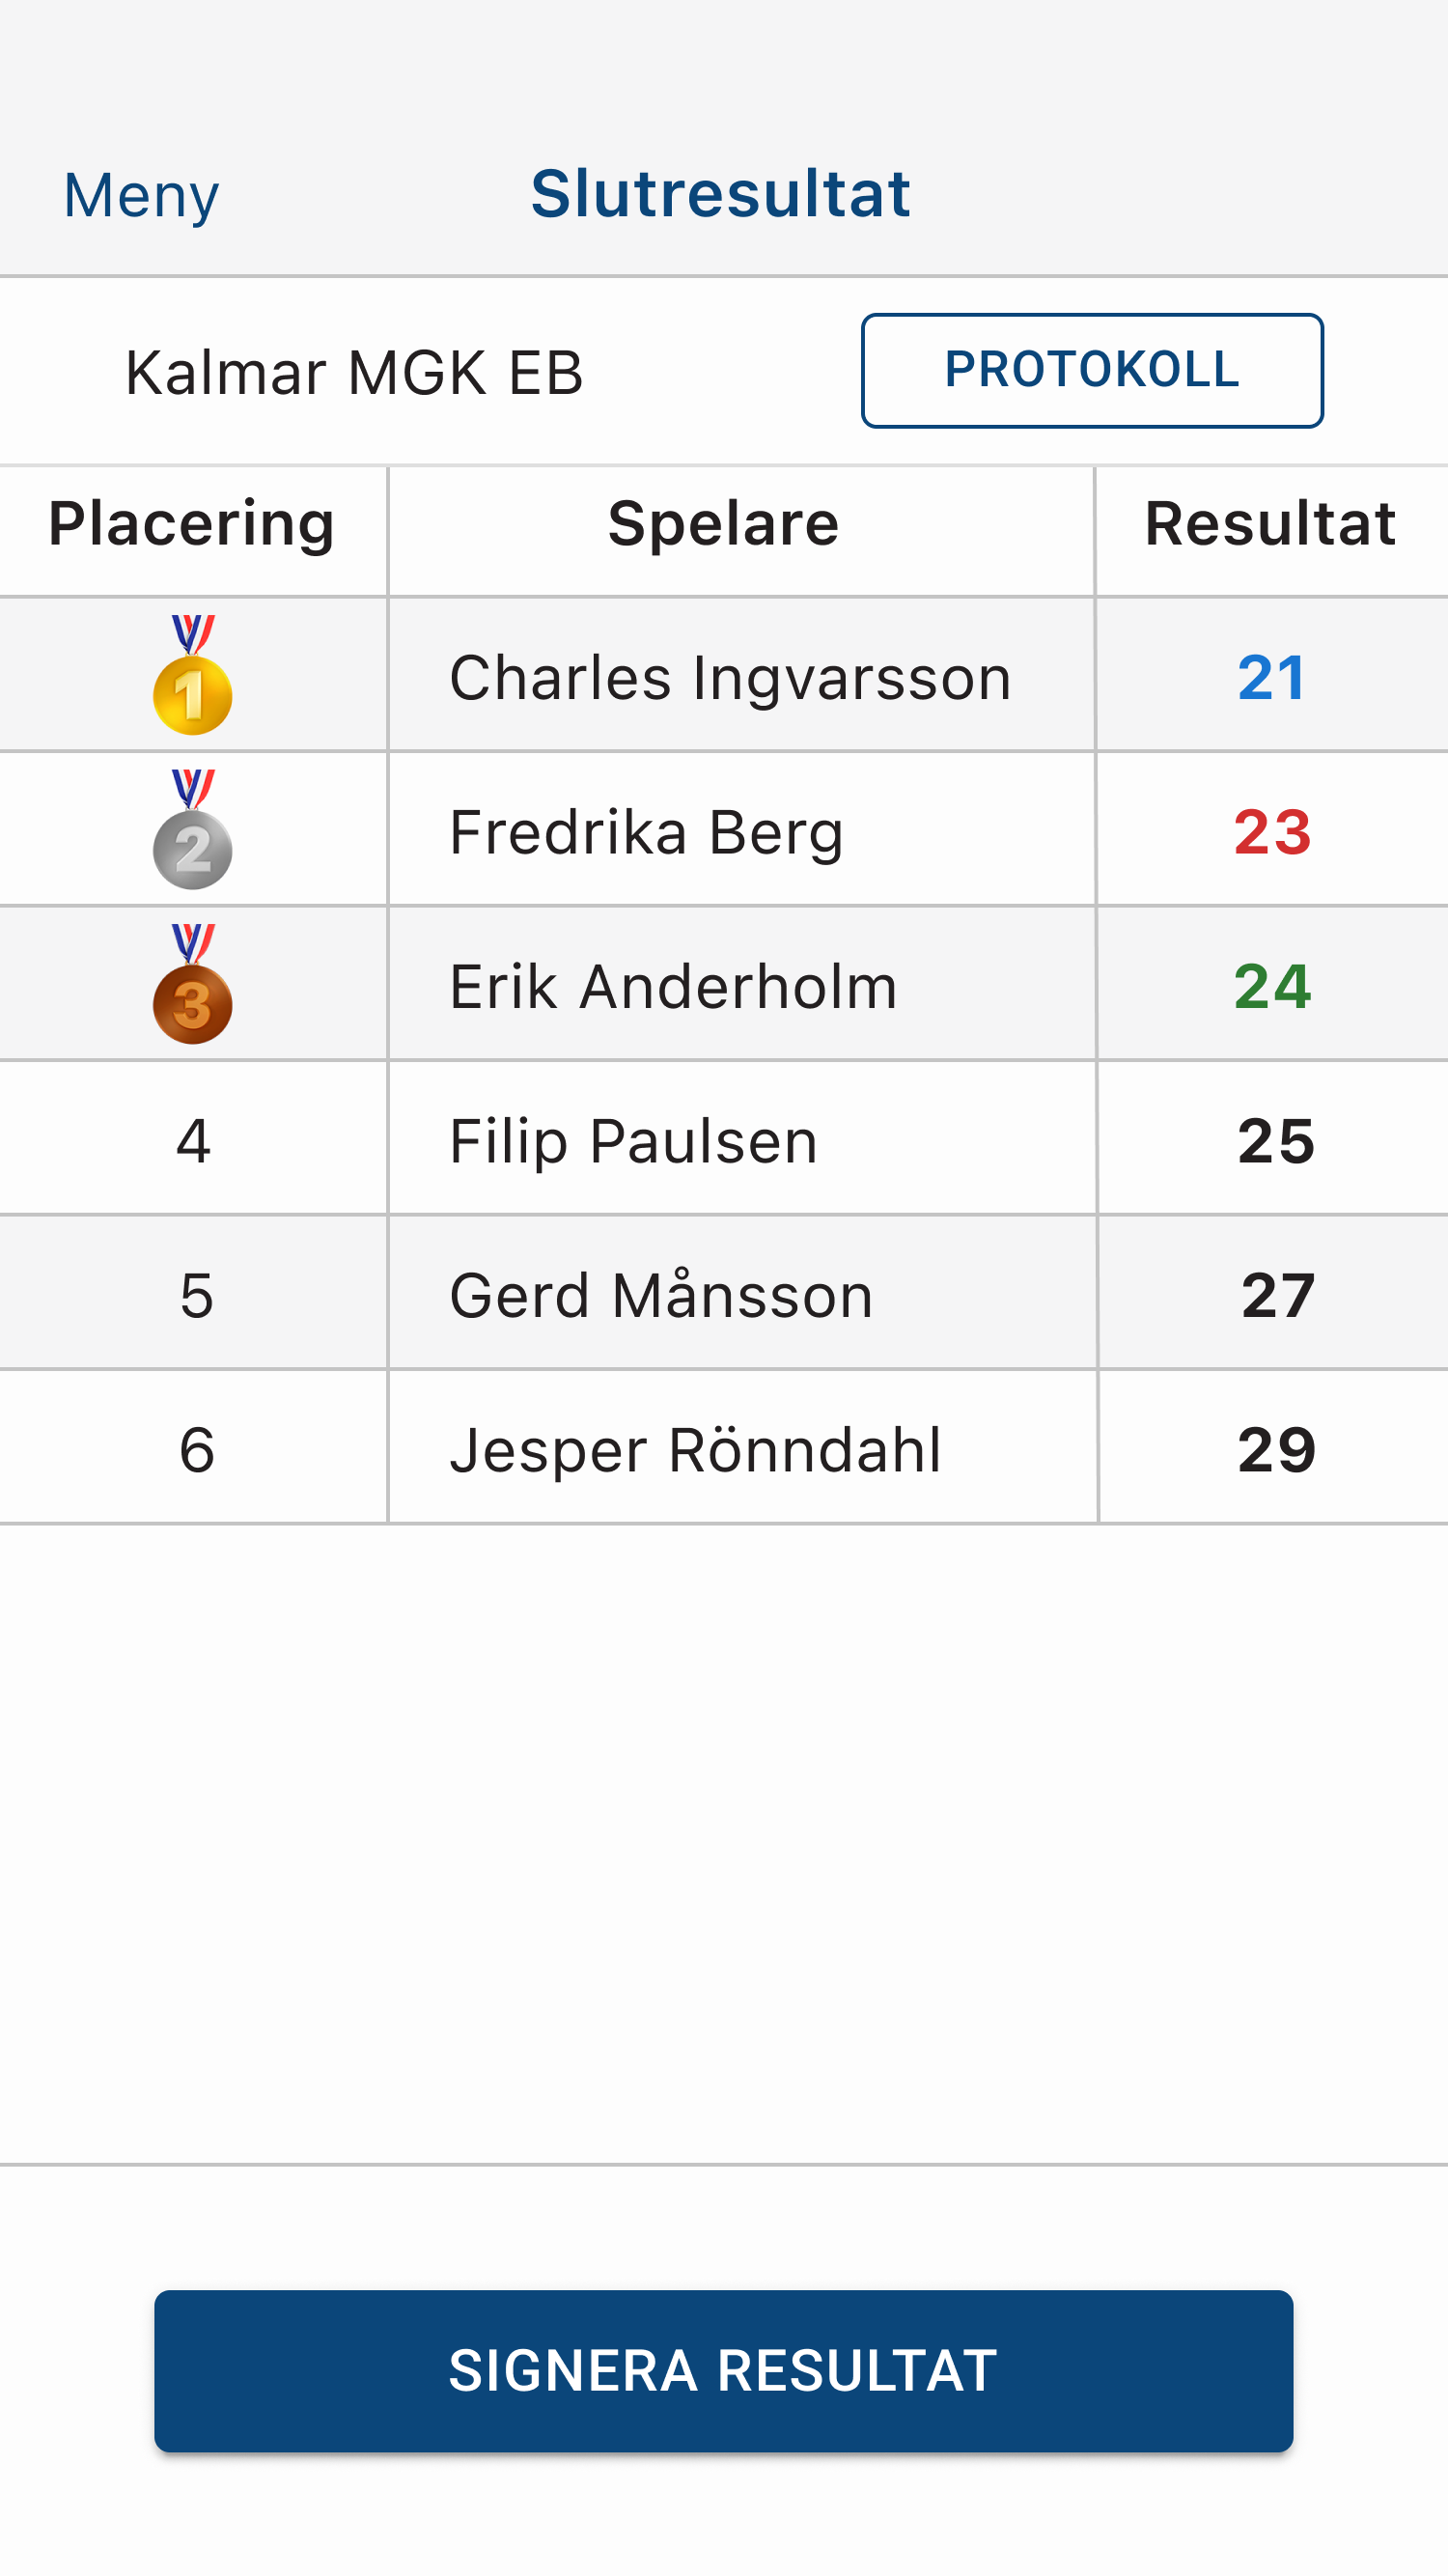 Meny Slutresultat
Kalmar MGK EB PROTOKOLL
Placering Spelare Resultat
1 Charles Ingvarsson 21
2 Fredrika Berg 23
3 Erik Anderholm 24
4 Filip Paulsen 25
5 Gerd Månsson 27
6 Jesper Rönndahl 29
SIGNERA RESULTAT